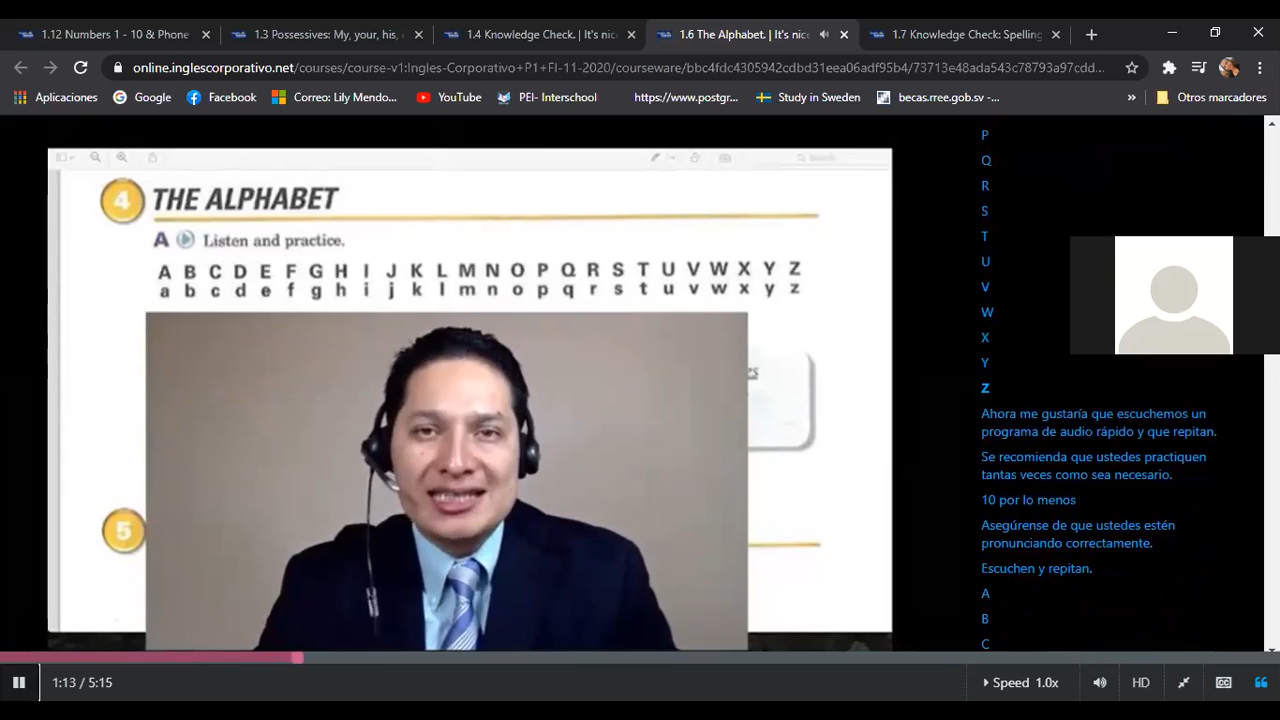 1.12 Numbers 1 - 10 & Phone
1.3 Possessives: My, your, his,
1.4 Knowledge Check. | It's nic
1.6 The Alphabet. | It's nice
1.7 Knowledge Check: Spelling
online.inglescorporativo.net/courses/course-v1:Ingles-Corporativo+P1+FI-11-2020/courseware/bbc4fdc4305942cdbd31eea06adf95b4/73713e48ada543c78793a97cdd...
Aplicaciones
Google
Facebook
Correo: Lily Mendo...
YouTube
PEI- Interschool
https://www.postgr...
Study in Sweden
becas.rree.gob.sv -...
»
Otros marcadores
Search
4 THE ALPHABET
A Listen and practice.
A B C D E F G H I J K L M N O P Q R S T U V W X Y Z
a b c d e f g h i j k l m n o p q r s t u v w x y z
5
P
Q
R
S
T
U
V
W
X
Y
Z
Ahora me gustaría que escuchemos un
programa de audio rápido y que repitan.
Se recomienda que ustedes practiquen
tantas veces como sea necesario.
10 por lo menos
Asegúrense de que ustedes estén
pronunciando correctamente.
Escuchen y repitan.
A
B
C
1:13 / 5:15
Speed 1.0x
HD
CC